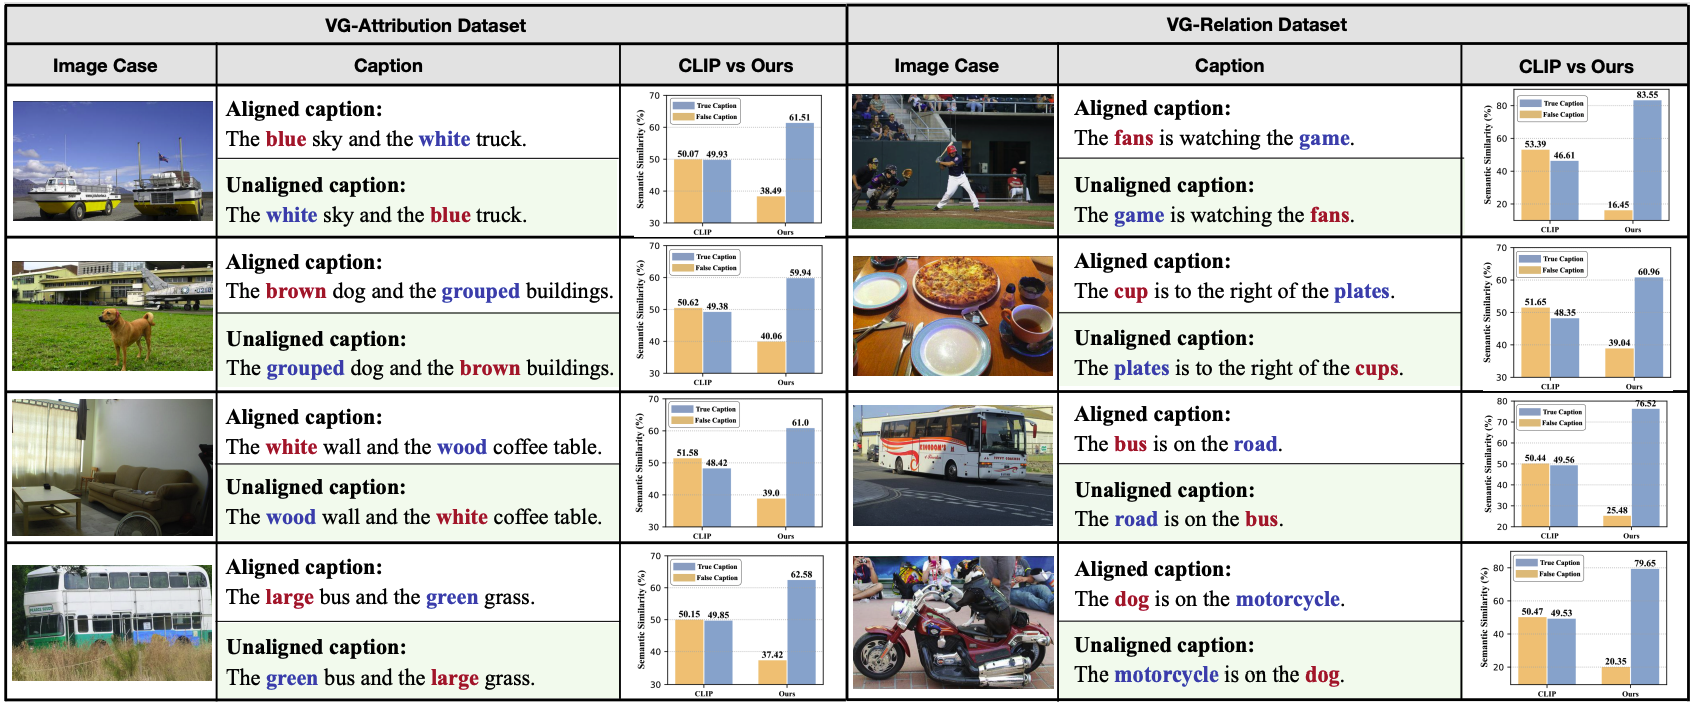 VG-Attribution Dataset
VG-Relation Dataset
Image Case
Caption
CLIP vs Ours
Image Case
Caption
CLIP vs Ours
Aligned caption:
The blue sky and the white truck.
Unaligned caption:
The white sky and the blue truck.
Semantic Similarity (%)
70
60
50
40
30
True Caption
False Caption
50.07
49.93
38.49
61.51
CLIP
Ours
Aligned caption:
The fans is watching the game.
Unaligned caption:
The game is watching the fans.
Semantic Similarity (%)
80
60
40
20
True Caption
False Caption
53.39
46.61
16.45
83.55
CLIP
Ours
Aligned caption:
The brown dog and the grouped buildings.
Unaligned caption:
The grouped dog and the brown buildings.
Semantic Similarity (%)
70
60
50
40
30
True Caption
False Caption
50.62
49.38
40.06
59.94
CLIP
Ours
Aligned caption:
The cup is to the right of the plates.
Unaligned caption:
The plates is to the right of the cups.
Semantic Similarity (%)
70
60
50
40
30
True Caption
False Caption
51.65
48.35
39.04
60.96
CLIP
Ours
Aligned caption:
The white wall and the wood coffee table.
Unaligned caption:
The wood wall and the white coffee table.
Semantic Similarity (%)
70
60
50
40
30
True Caption
False Caption
51.58
48.42
39.0
61.0
CLIP
Ours
KINGDOM'S
Aligned caption:
The bus is on the road.
Unaligned caption:
The road is on the bus.
Semantic Similarity (%)
80
70
60
50
40
30
20
True Caption
False Caption
50.44
49.56
25.48
76.52
CLIP
Ours
Aligned caption:
The large bus and the green grass.
Unaligned caption:
The green bus and the large grass.
Semantic Similarity (%)
70
60
50
40
30
True Caption
False Caption
50.15
49.85
37.42
62.58
CLIP
Ours
Aligned caption:
The dog is on the motorcycle.
Unaligned caption:
The motorcycle is on the dog.
Semantic Similarity (%)
80
60
40
20
True Caption
False Caption
50.47
49.53
20.35
79.65
CLIP
Ours